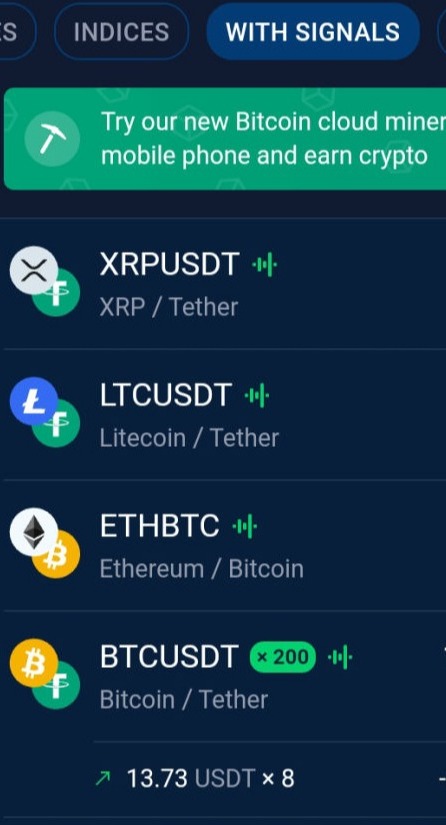 ES INDICES WITH SIGNALS
Try our new Bitcoin cloud miner
mobile phone and earn crypto
XRPUSDT
XRP / Tether
LTCUSDT
Litecoin / Tether
ETHBTC
Ethereum / Bitcoin
BTCUSDT × 200
Bitcoin / Tether
13.73 USDT × 8 -